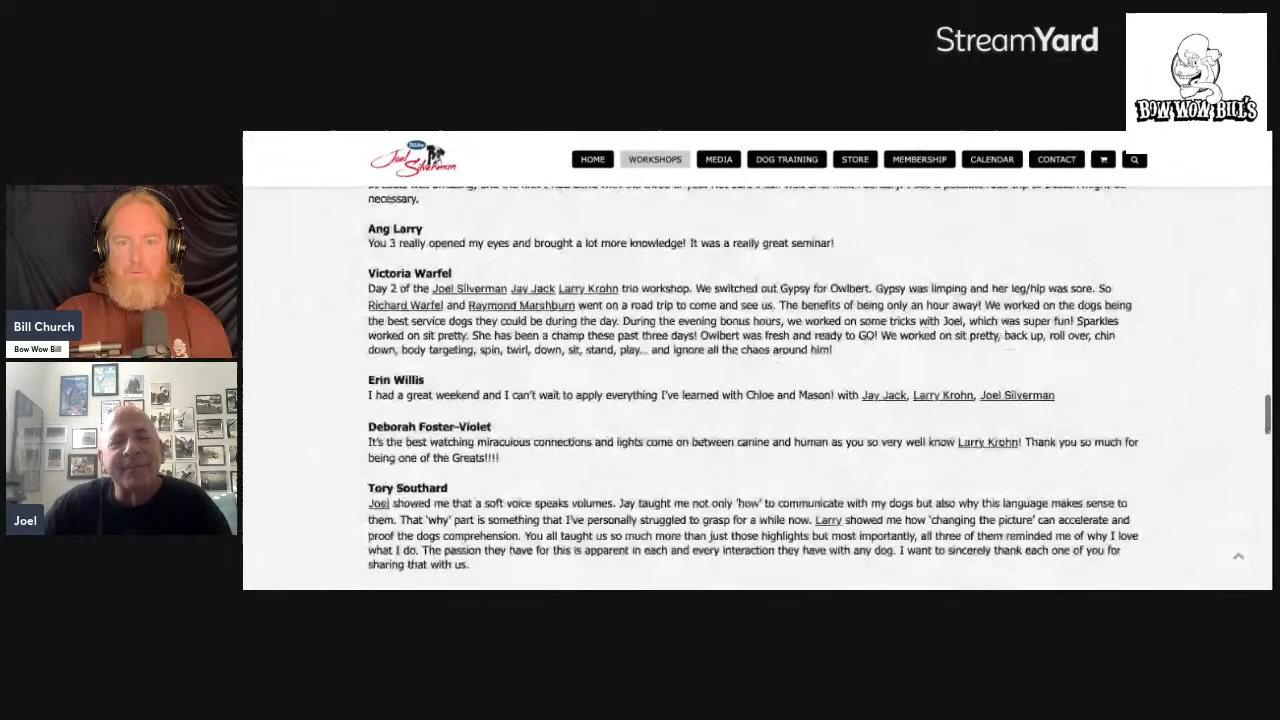 StreamYard
BOW WOW BILL'S
Joel Silverman
HOME
WORKSHOPS
MEDIA
DOG TRAINING
STORE
MEMBERSHIP
CALENDAR
CONTACT
necessary,
Ang Larry
You 3 really opened my eyes and brought a lot more knowledge! It was a really great seminar!
Victoria Warfel
Day 2 of the Joel Silverman Jay Jack Larry Krohn trio workshop. We switched out Gypsy for Owlbert. Gypsy was limping and her leg/hip was sore. So
Richard Warfel and Raymond Marshburn went on a road trip to come and see us. The benefits of being only an hour away! We worked on the dogs being
the best service dogs they could be during the day. During the evening bonus hours, we worked on some tricks with Joel, which was super fun! Sparkles
worked on sit pretty. She has been a champ these past three days! Owlbert was fresh and ready to GO! We worked on sit pretty, back up, roll over, chin
down, body targeting, spin, twirl, down, sit, stand, play... and ignore all the chaos around him!
Erin Willis
I had a great weekend and I can't wait to apply everything I've learned with Chloe and Mason! with Jay Jack, Larry Krohn, Joel Silverman
Deborah Foster-Violet
It's the best watching miraculous connections and lights come on between canine and human as you so very well know Larry Krohn! Thank you so much for
being one of the Greats!!!!
Tory Southard
Joel showed me that a soft voice speaks volumes. Jay taught me not only 'how' to communicate with my dogs but also why this language makes sense to
them. That 'why' part is something that I've personally struggled to grasp for a while now. Larry showed me how 'changing the picture' can accelerate and
proof the dogs comprehension. You all taught us so much more than just those highlights but most importantly, all three of them reminded me of why I love
what I do. The passion they have for this is apparent in each and every interaction they have with any dog. I want to sincerely thank each one of you for
sharing that with us.
Bill Church
Bow Wow Bill
Joel